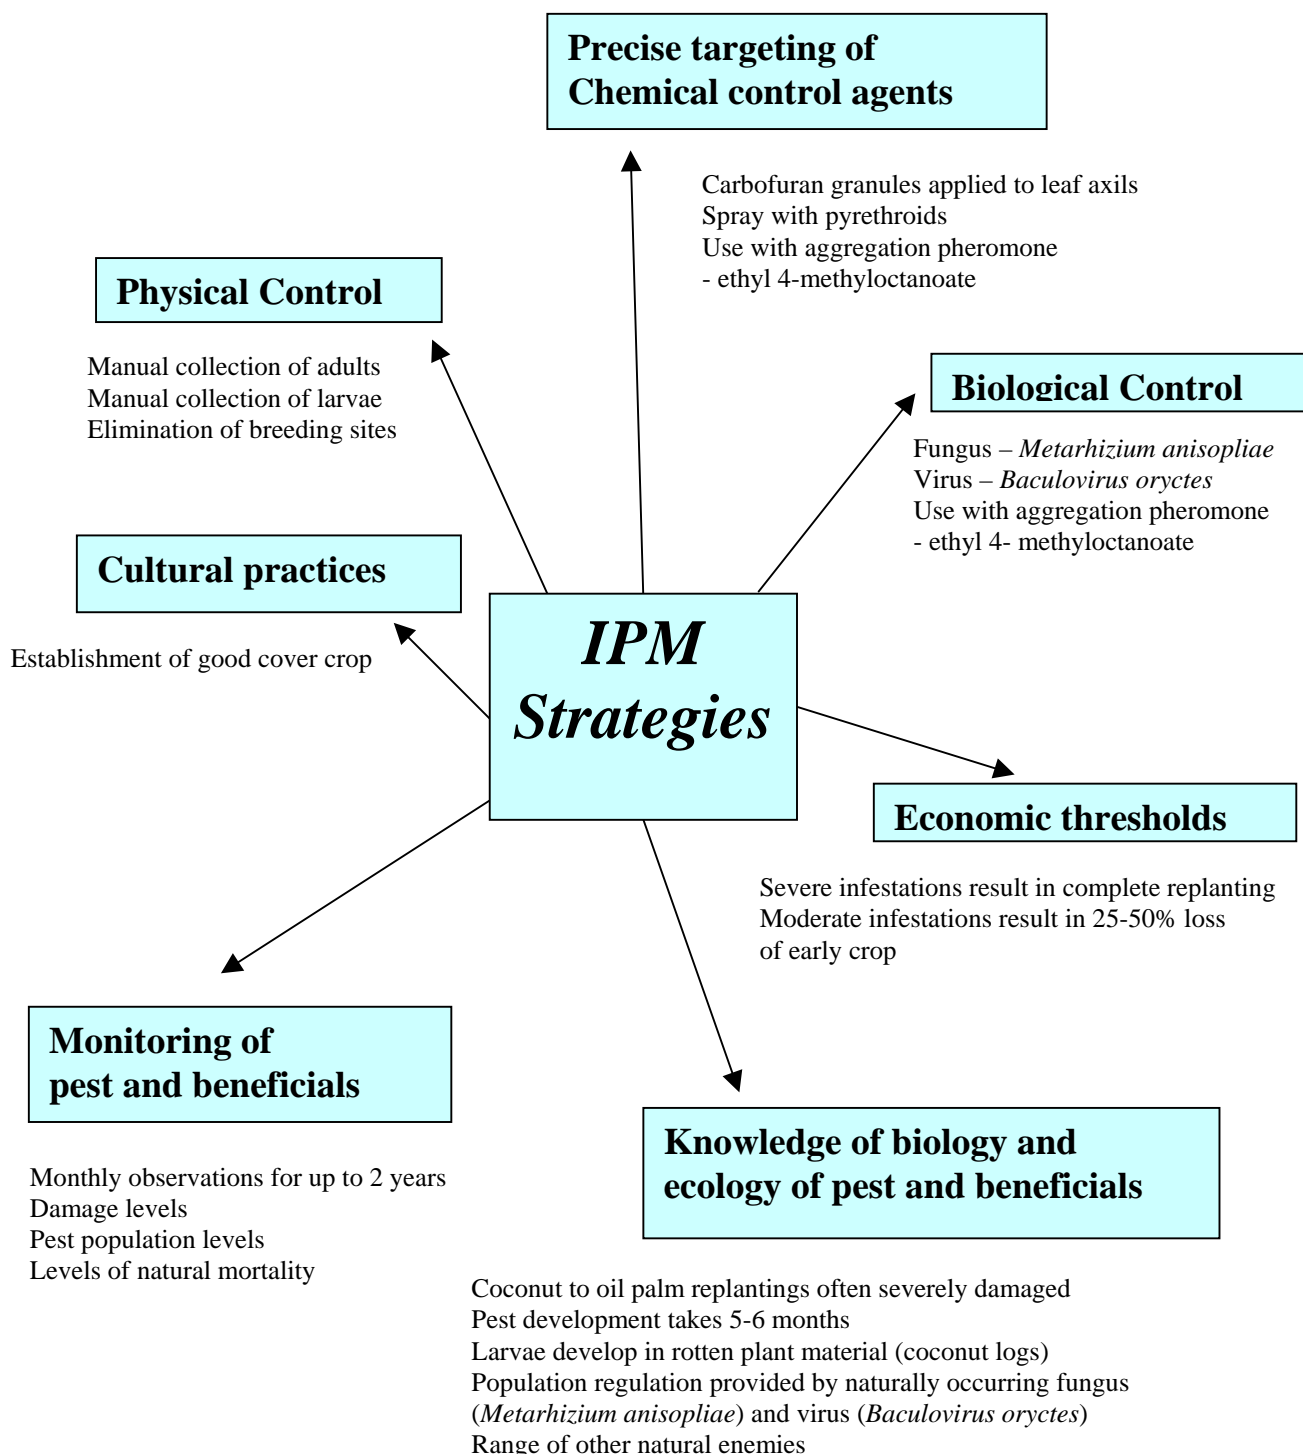 Precise targeting of
Chemical control agents
Carbofuran granules applied to leaf axils
Spray with pyrethroids
Use with aggregation pheromone
- ethyl 4-methyloctanoate
Physical Control
Manual collection of adults
Manual collection of larvae
Elimination of breeding sites
Biological Control
Fungus – Metarhizium anisopliae
Virus – Baculovirus oryctes
Use with aggregation pheromone
- ethyl 4- methyloctanoate
Cultural practices
Establishment of good cover crop
IPM
Strategies
Economic thresholds
Severe infestations result in complete replanting
Moderate infestations result in 25-50% loss
of early crop
Monitoring of
pest and beneficials
Monthly observations for up to 2 years
Damage levels
Pest population levels
Levels of natural mortality
Knowledge of biology and
ecology of pest and beneficials
Coconut to oil palm replantings often severely damaged
Pest development takes 5-6 months
Larvae develop in rotten plant material (coconut logs)
Population regulation provided by naturally occurring fungus
(Metarhizium anisopliae) and virus (Baculovirus oryctes)
Range of other natural enemies